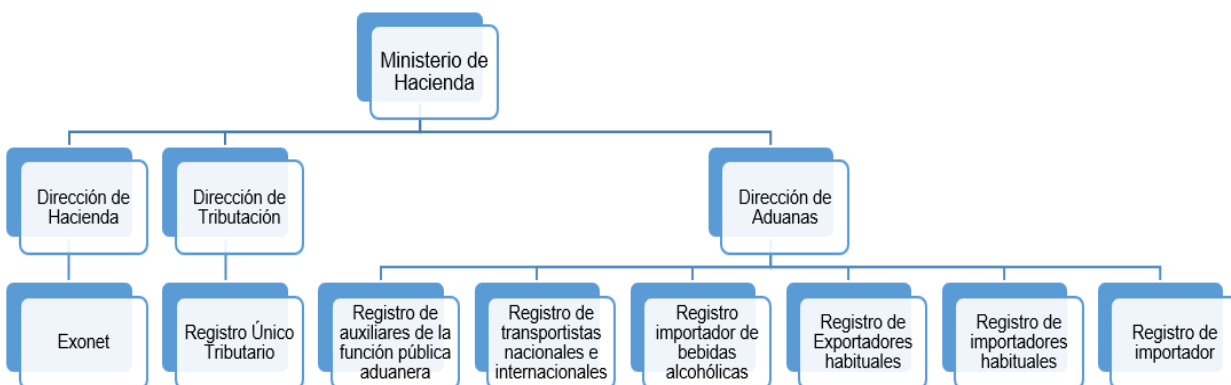 Ministerio de
Hacienda
Dirección de
Hacienda
Dirección de
Tributación
Dirección de
Aduanas
Exonet
Registro Único
Tributario
Registro de
auxiliares de la
función pública
aduanera
Registro de
transportistas
nacionales e
internacionales
Registro
importador de
bebidas
alcohólicas
Registro de
Exportadores
habituales
Registro de
importadores
habituales
Registro de
importador